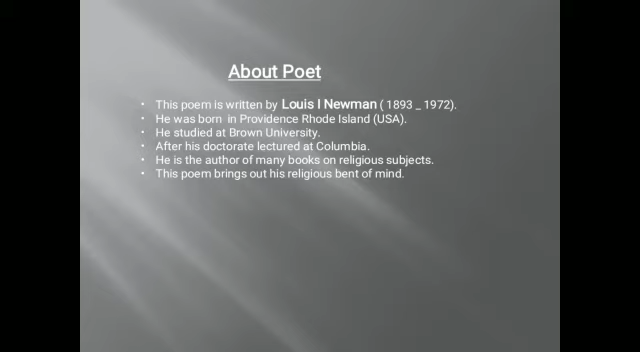 About Poet
• This poem is written by Louis I Newman ( 1893 _ 1972).
• He was born in Providence Rhode Island (USA).
• He studied at Brown University.
• After his doctorate lectured at Columbia.
• He is the author of many books on religious subjects.
• This poem brings out his religious bent of mind.